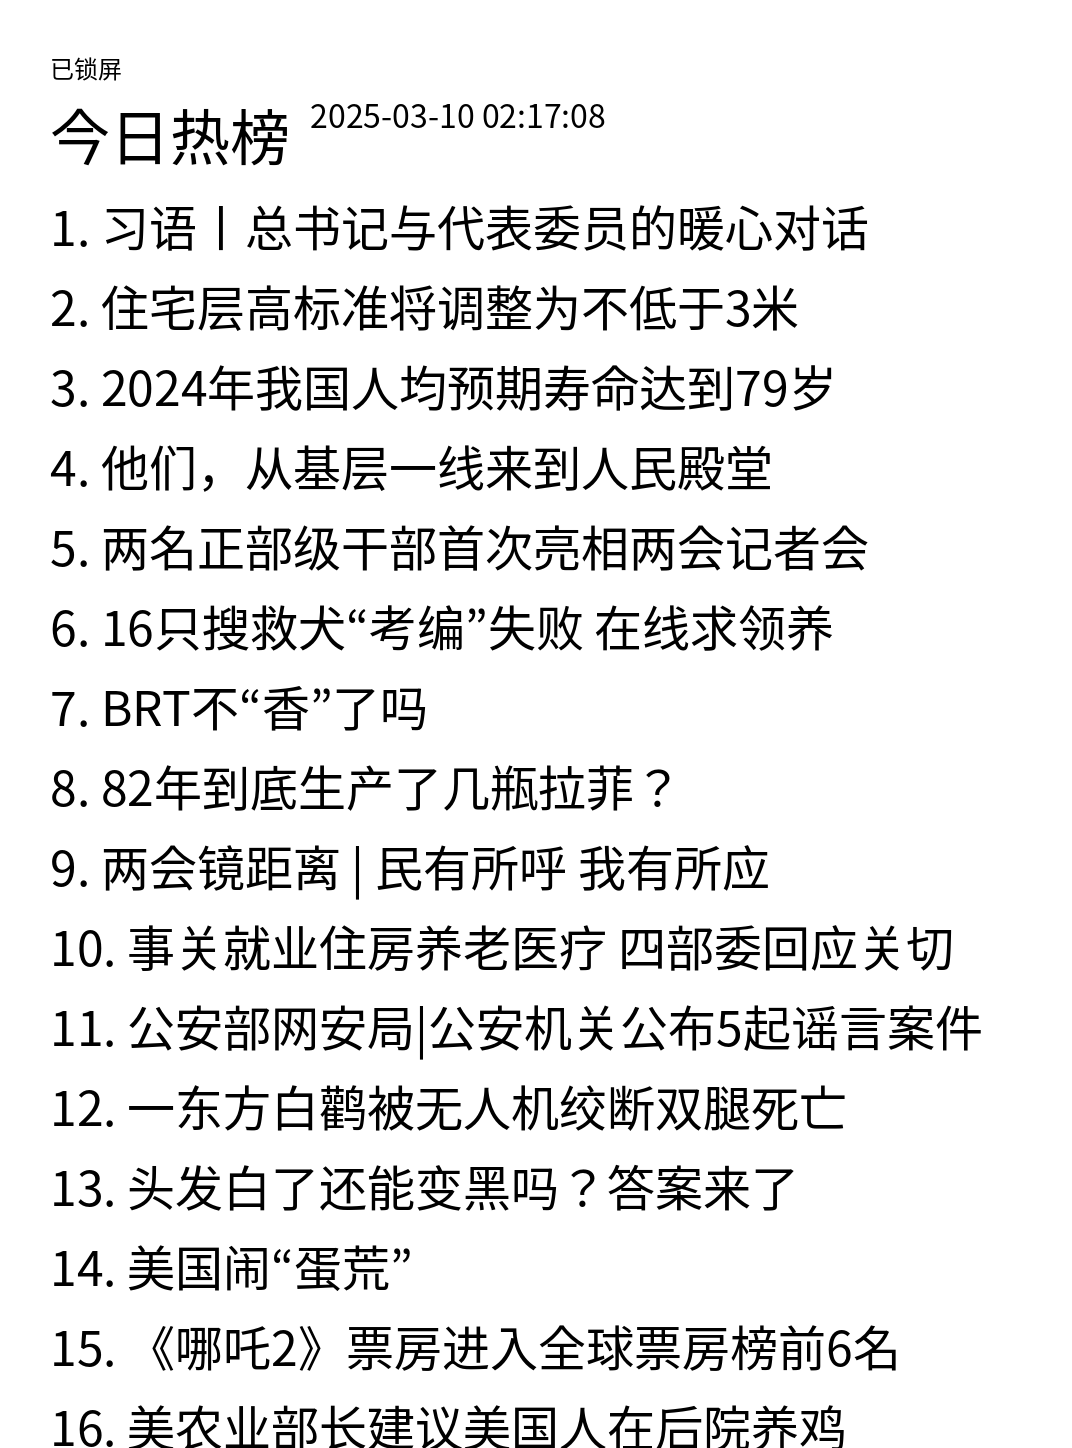 已锁屏
今日热榜 2025-03-10 02:17:08
1. 习语丨总书记与代表委员的暖心对话
2. 住宅层高标准将调整为不低于3米
3. 2024年我国人均预期寿命达到79岁
4. 他们，从基层一线来到人民殿堂
5. 两名正部级干部首次亮相两会记者会
6. 16只搜救犬“考编”失败 在线求领养
7. BRT不“香”了吗
8. 82年到底生产了几瓶拉菲？
9. 两会镜距离 | 民有所呼 我有所应
10. 事关就业住房养老医疗 四部委回应关切
11. 公安部网安局|公安机关公布5起谣言案件
12. 一东方白鹳被无人机绞断双腿死亡
13. 头发白了还能变黑吗？答案来了
14. 美国闹“蛋荒”
15. 《哪吒2》票房进入全球票房榜前6名
16. 美农业部长建议美国人在后院养鸡